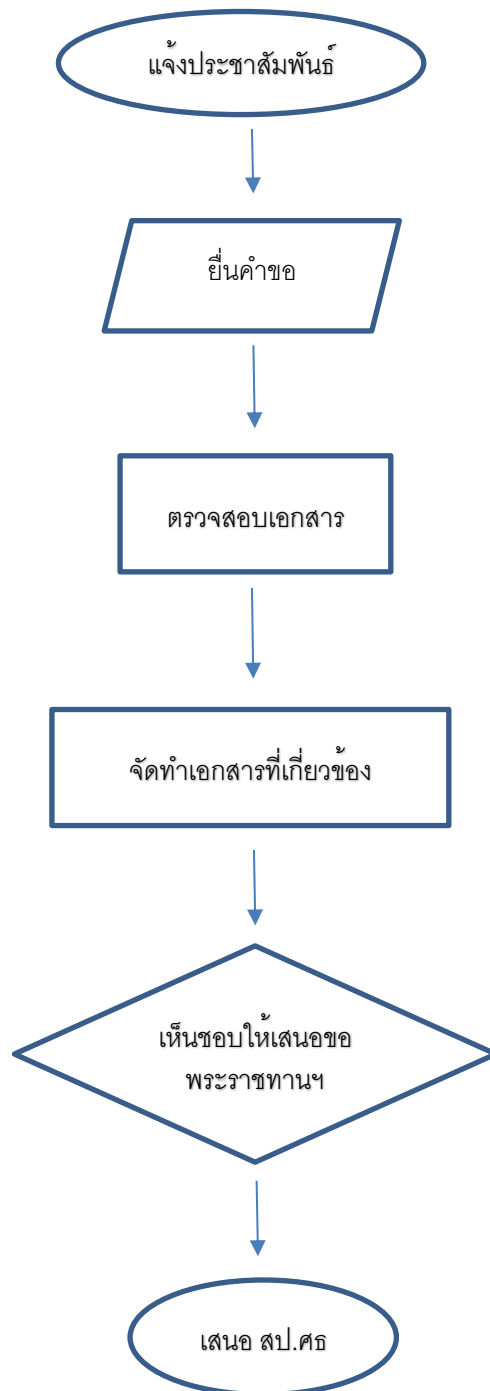 แจ้งประชาสัมพันธ์
ยื่นคำขอ
ตรวจสอบเอกสาร
จัดทำเอกสารที่เกี่ยวข้อง
เห็นชอบให้เสนอขอ
พระราชทานฯ
เสนอ สป.ศธ